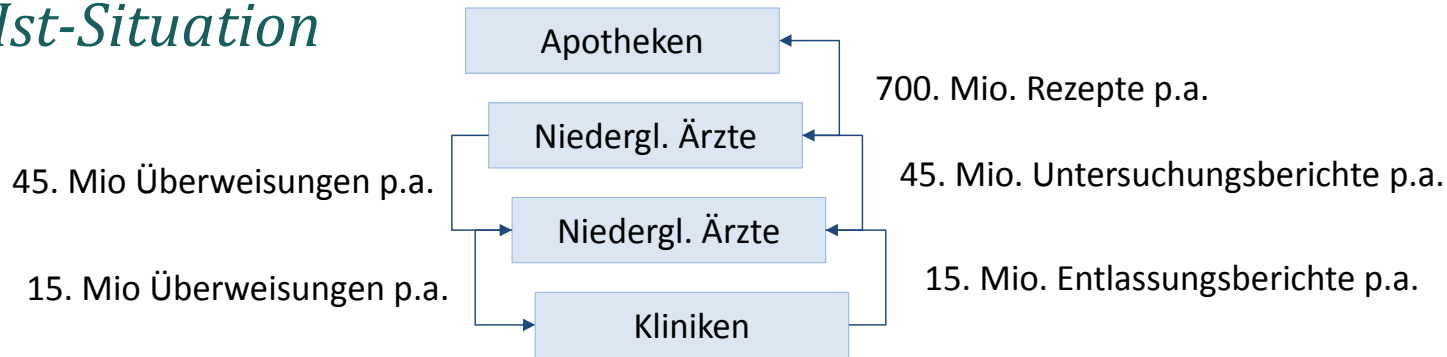 Ist-Situation
Apotheken
700. Mio. Rezepte p.a.
Niedergl. Ärzte
45. Mio Überweisungen p.a.
45. Mio. Untersuchungsberichte p.a.
Niedergl. Ärzte
15. Mio Überweisungen p.a.
15. Mio. Entlassungsberichte p.a.
Kliniken